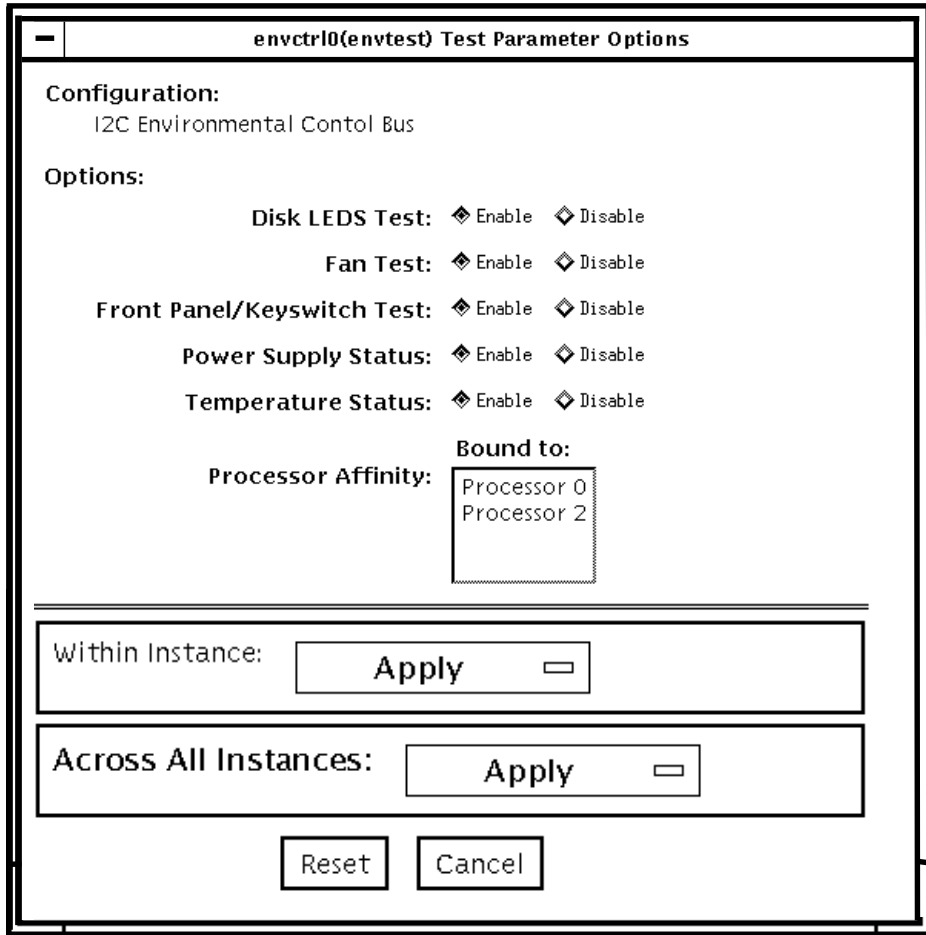 envctrl0(envtest) Test Parameter Options
Configuration:
I2C Environmental Contol Bus
Options:
Disk LEDS Test: Enable Disable
Fan Test: Enable Disable
Front Panel/Keyswitch Test: Enable Disable
Power Supply Status: Enable Disable
Temperature Status: Enable Disable
Bound to:
Processor Affinity:
Processor 0
Processor 2
Within Instance: Apply
Across All Instances: Apply
Reset Cancel